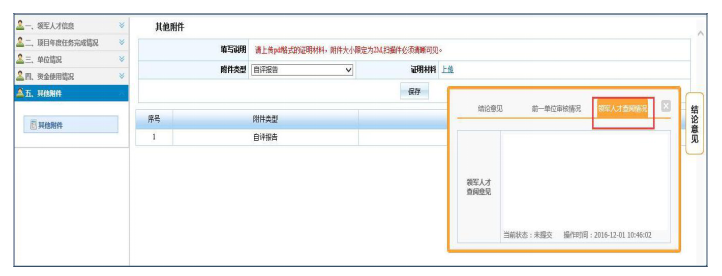 一、领军人才信息
二、项目年度任务完成情况
三、单位情况
四、资金使用情况
五、其他附件
其他附件
其他附件
填写说明 请上传pdf格式的证明材料，附件大小限定为2M,扫描件必须清晰可见。
附件类型 自评报告 证明材料 上传
保存
序号 附件类型
1 自评报告
结论意见 前一单位审核情况 领军人才查阅情况
领军人才
查阅意见
当前状态：未提交 操作时间：2016-12-01 10:46:02
结论意见